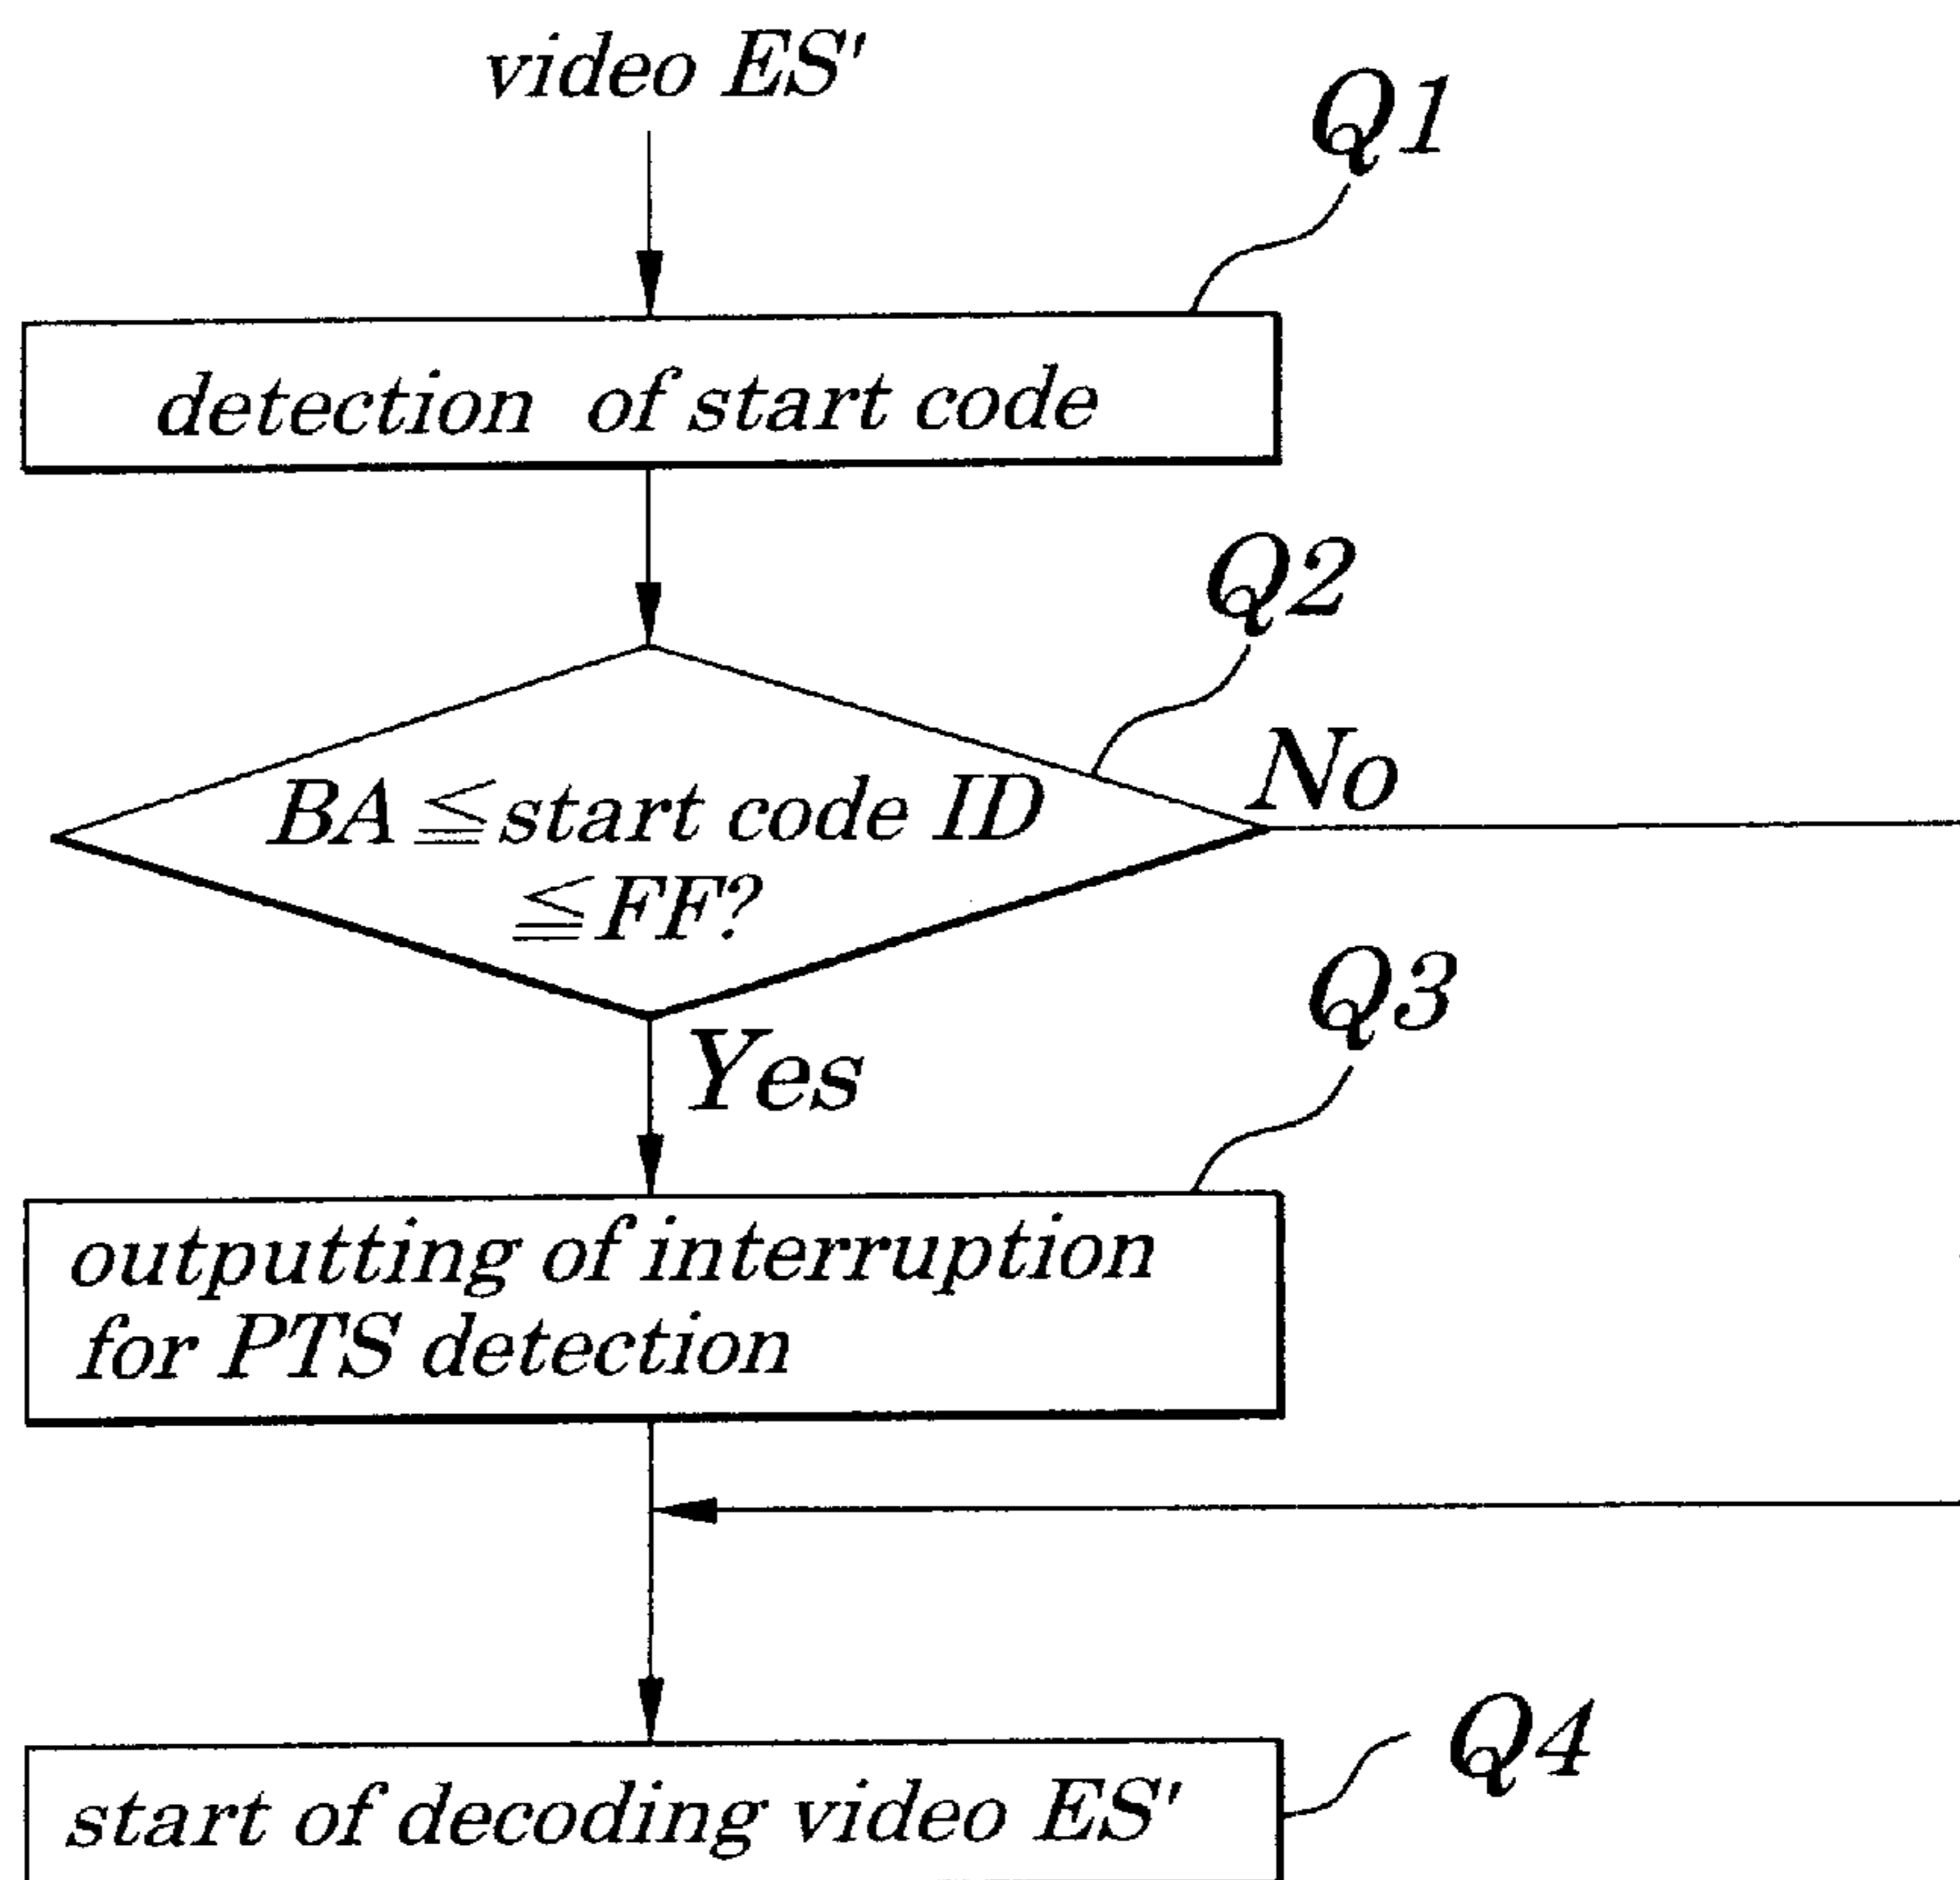 video ES'
Q1
detection of start code
Q2
No
BA ≦ start code ID
≦ FF?
Yes
Q3
outputting of interruption
for PTS detection
Q4
start of decoding video ES'